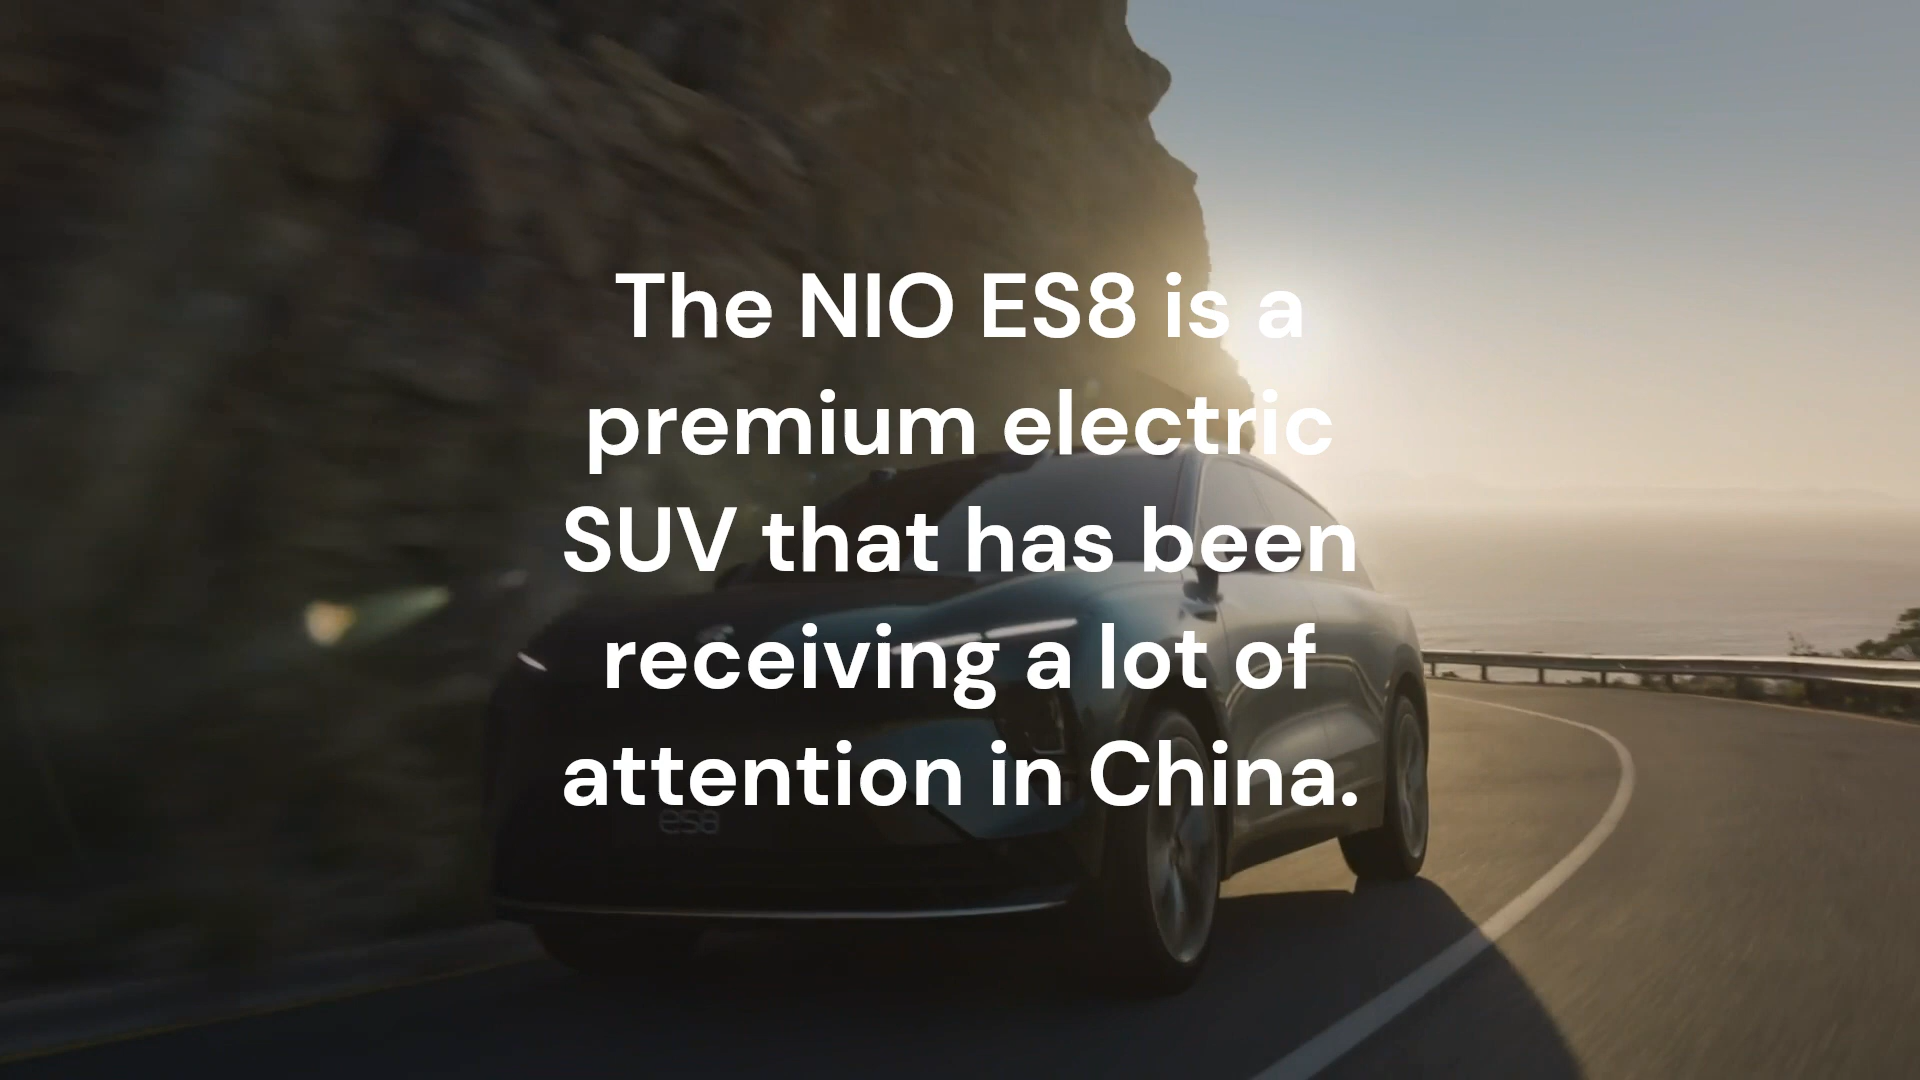 The NIO ES8 is a
premium electric
SUV that has been
receiving a lot of
attention in China.
es8